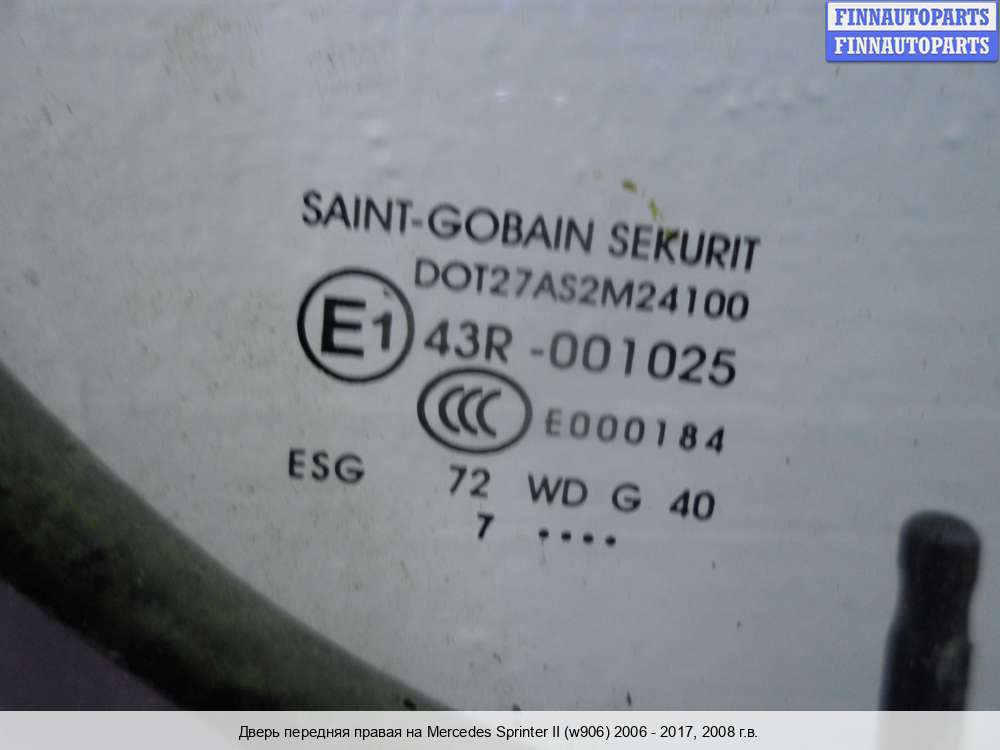 FINNAUTOPARTS
FINNAUTOPARTS
SAINT-GOBAIN SEKURIT
DOT27AS2M24100
E1 43R -001025
CCC E000184
ESG 72 WD G 40
7 ....
Дверь передняя правая на Mercedes Sprinter II (w906) 2006 - 2017, 2008 г.в.